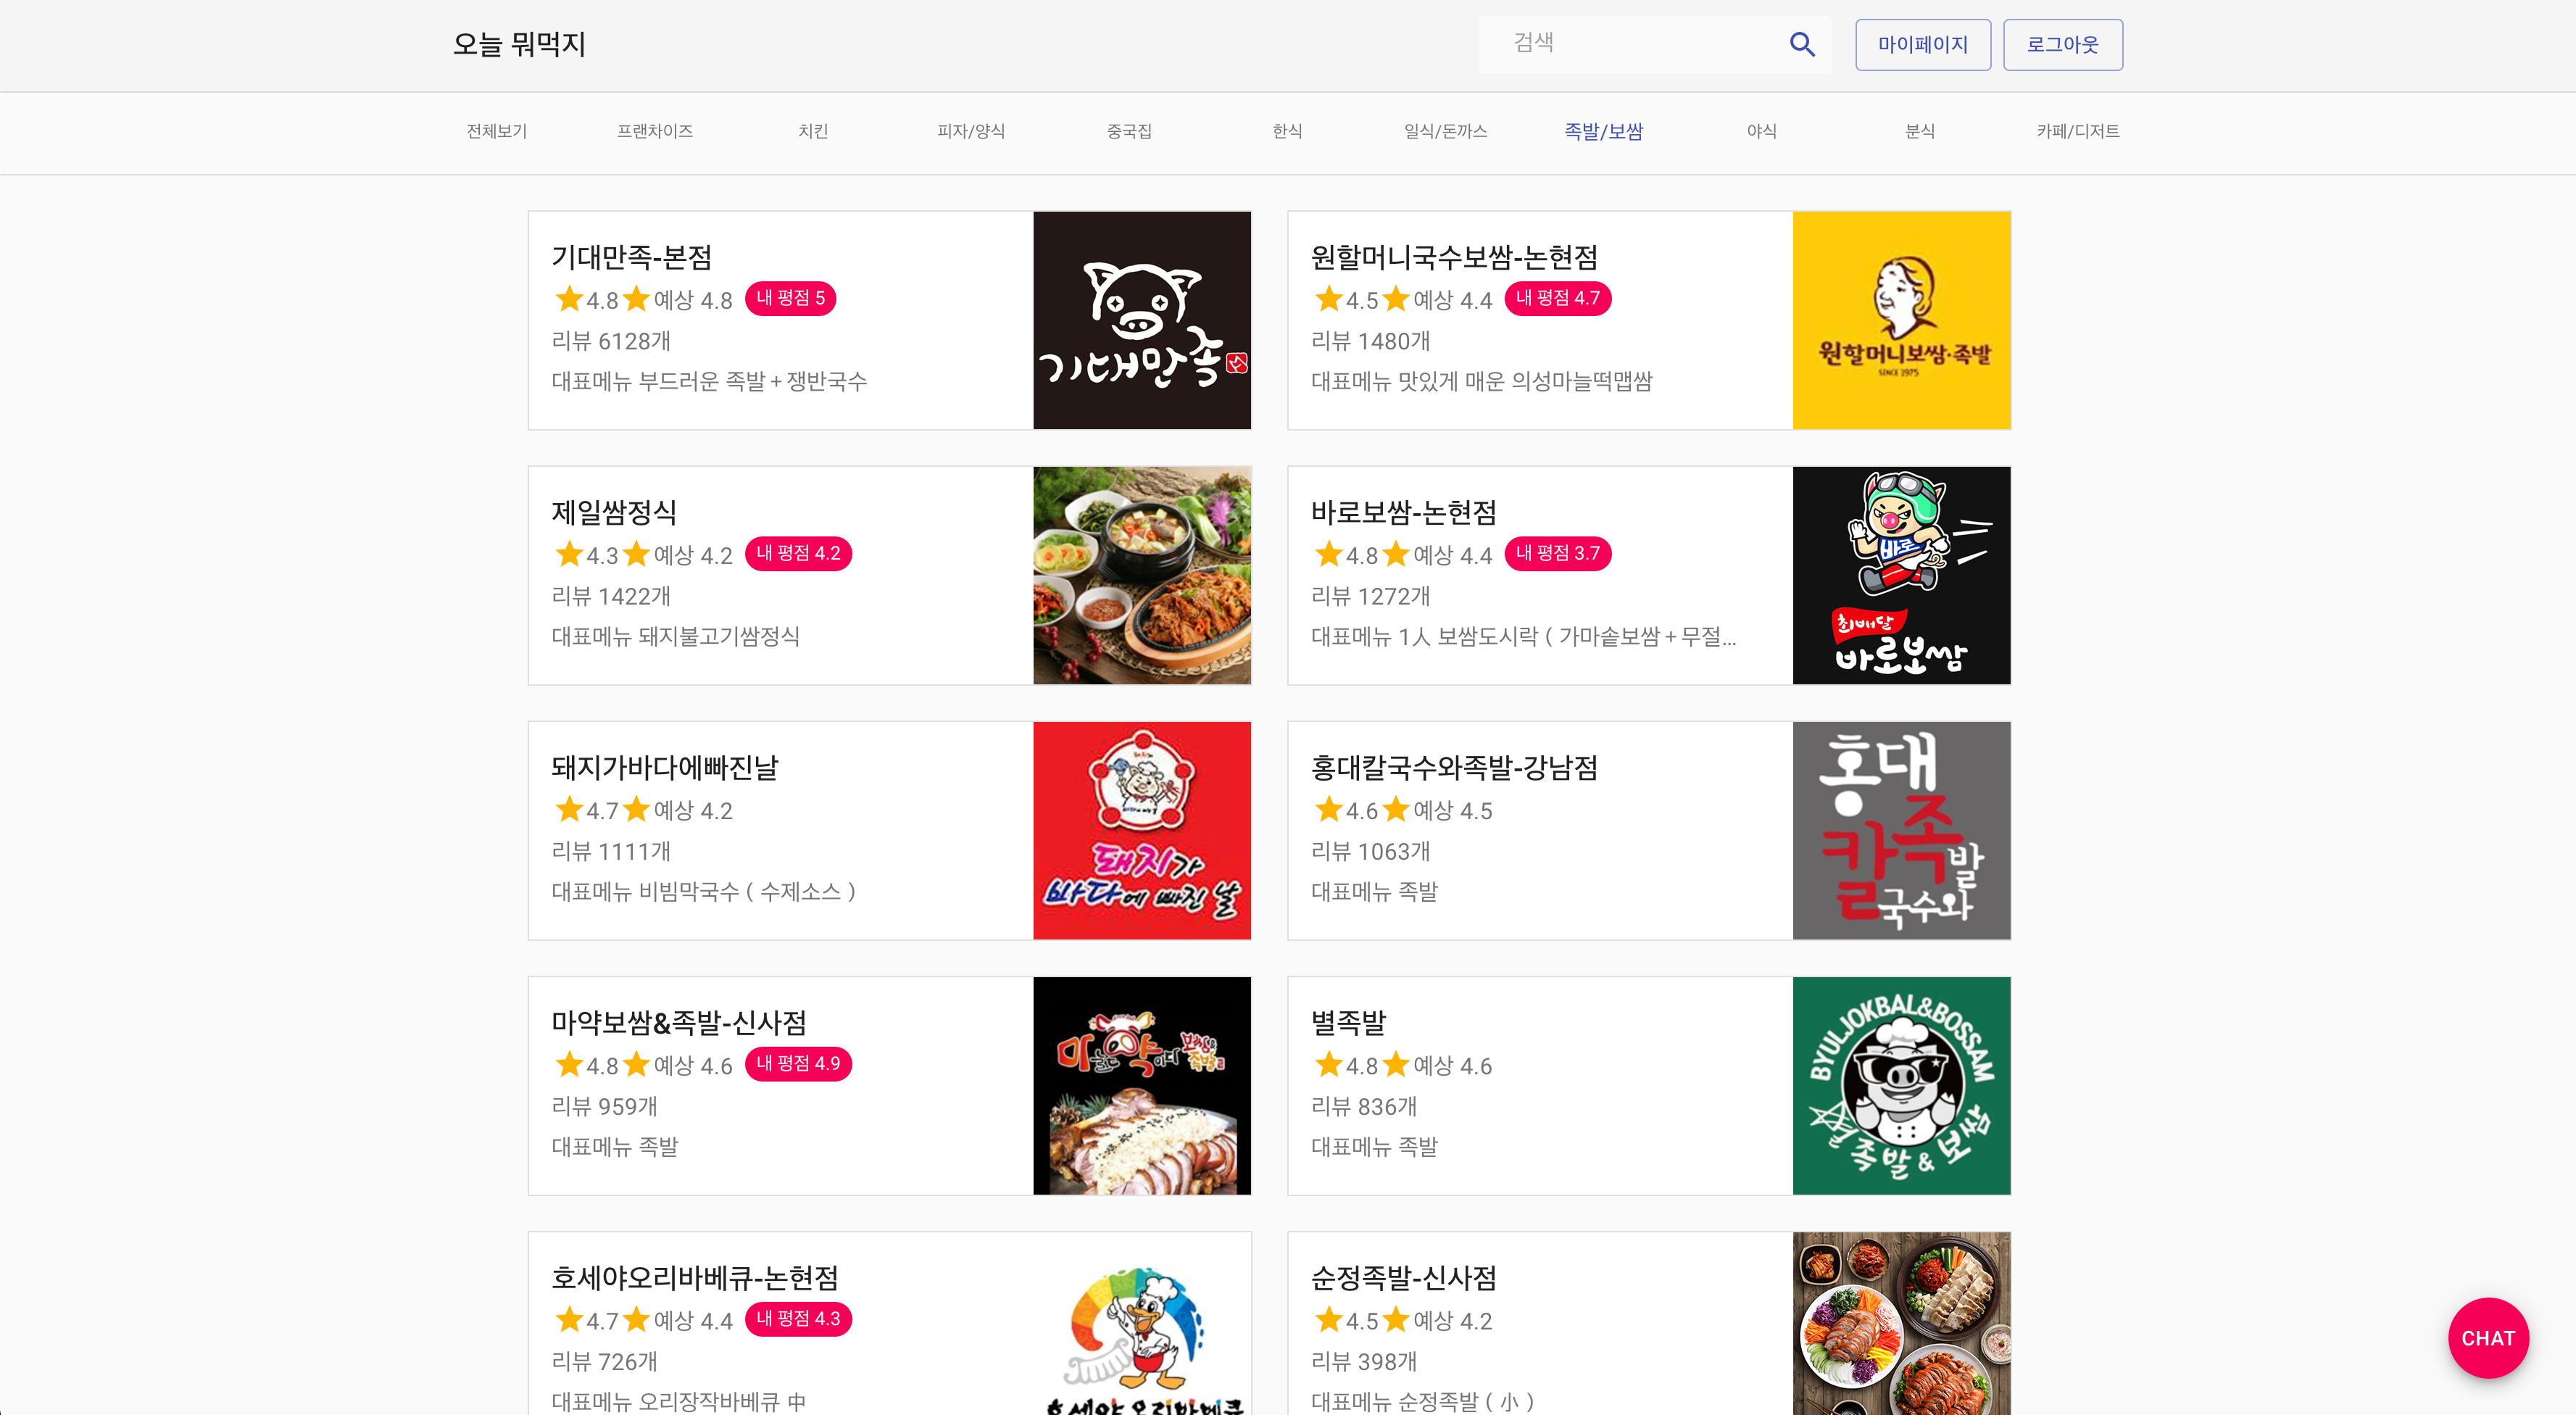 오늘 뭐먹지
검색
마이페이지
로그아웃
전체보기 프랜차이즈 치킨 피자/양식 중국집 한식 일식/돈까스 족발/보쌈 야식 분식 카페/디저트
기대만족-본점
4.8 예상 4.8 내 평점 5
리뷰 6128개
대표메뉴 부드러운 족발+쟁반국수
기대만족
원할머니국수보쌈-논현점
4.5 예상 4.4 내 평점 4.7
리뷰 1480개
대표메뉴 맛있게 매운 의성마늘떡맵쌈
원할머니보쌈·족발
SINCE 1975
제일쌈정식
4.3 예상 4.2 내 평점 4.2
리뷰 1422개
대표메뉴 돼지불고기쌈정식
바로보쌈-논현점
4.8 예상 4.4 내 평점 3.7
리뷰 1272개
대표메뉴 1人 보쌈도시락 ( 가마솥보쌈+무절...
바로
최배달
바로보쌈
돼지가바다에빠진날
4.7 예상 4.2
리뷰 1111개
대표메뉴 비빔막국수 ( 수제소스 )
돼지가
바다에 빠진 날
홍대칼국수와족발-강남점
4.6 예상 4.5
리뷰 1063개
대표메뉴 족발
홍대
칼족발
국수와
마약보쌈&족발-신사점
4.8 예상 4.6 내 평점 4.9
리뷰 959개
대표메뉴 족발
별족발
4.8 예상 4.6
리뷰 836개
대표메뉴 족발
BYULJOKBAL&BOSSAM
별족발&보쌈
호세야오리바베큐-논현점
4.7 예상 4.4 내 평점 4.3
리뷰 726개
대표메뉴 오리장작바베큐 中
호세야 오리바베큐
순정족발-신사점
4.5 예상 4.2
리뷰 398개
대표메뉴 순정족발 ( 小 )
CHAT